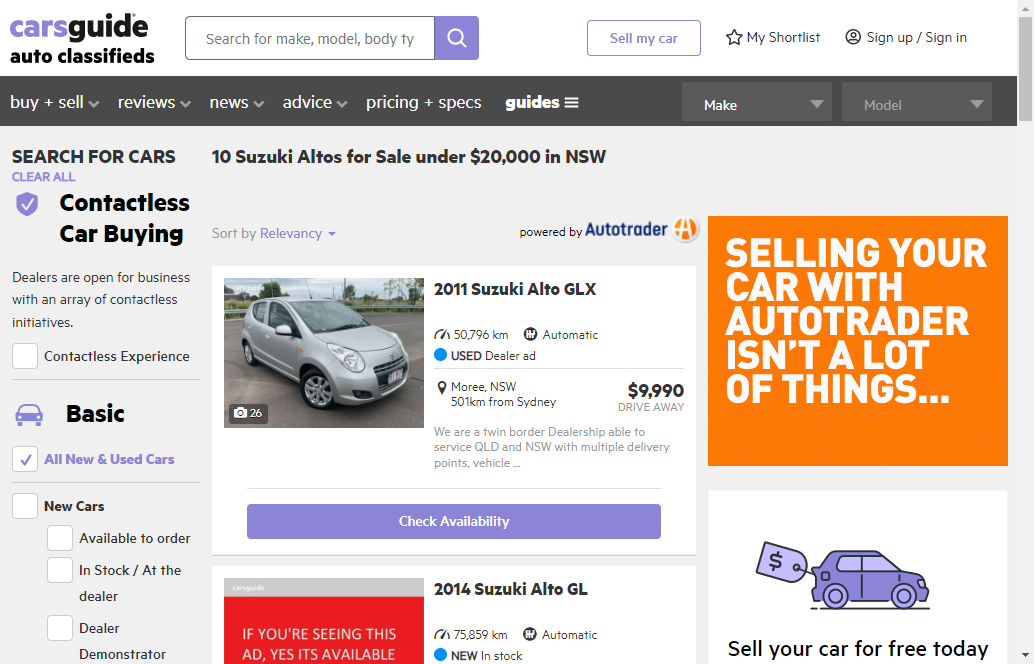 carsguide
auto classifieds
Search for make, model, body ty
Sell my car
My Shortlist
Sign up / Sign in
buy + sell
reviews
news
advice
pricing + specs
guides
Make
Model
SEARCH FOR CARS
CLEAR ALL
Contactless
Car Buying
Dealers are open for business
with an array of contactless
initiatives.
Contactless Experience
Basic
All New & Used Cars
New Cars
Available to order
In Stock / At the
dealer
Dealer
Demonstrator
10 Suzuki Altos for Sale under $20,000 in NSW
Sort by Relevancy
powered by Autotrader
carsguide
26
2011 Suzuki Alto GLX
50,796 km
Automatic
USED Dealer ad
Moree, NSW
501km from Sydney
$9,990
DRIVE AWAY
We are a twin border Dealership able to
service QLD and NSW with multiple delivery
points, vehicle ...
Check Availability
carsguide
IF YOU'RE SEEING THIS
AD, YES ITS AVAILABLE
2014 Suzuki Alto GL
75,859 km
Automatic
NEW In stock
SELLING YOUR
CAR WITH
AUTOTRADER
ISN'T A LOT
OF THINGS...
$
Sell your car for free today